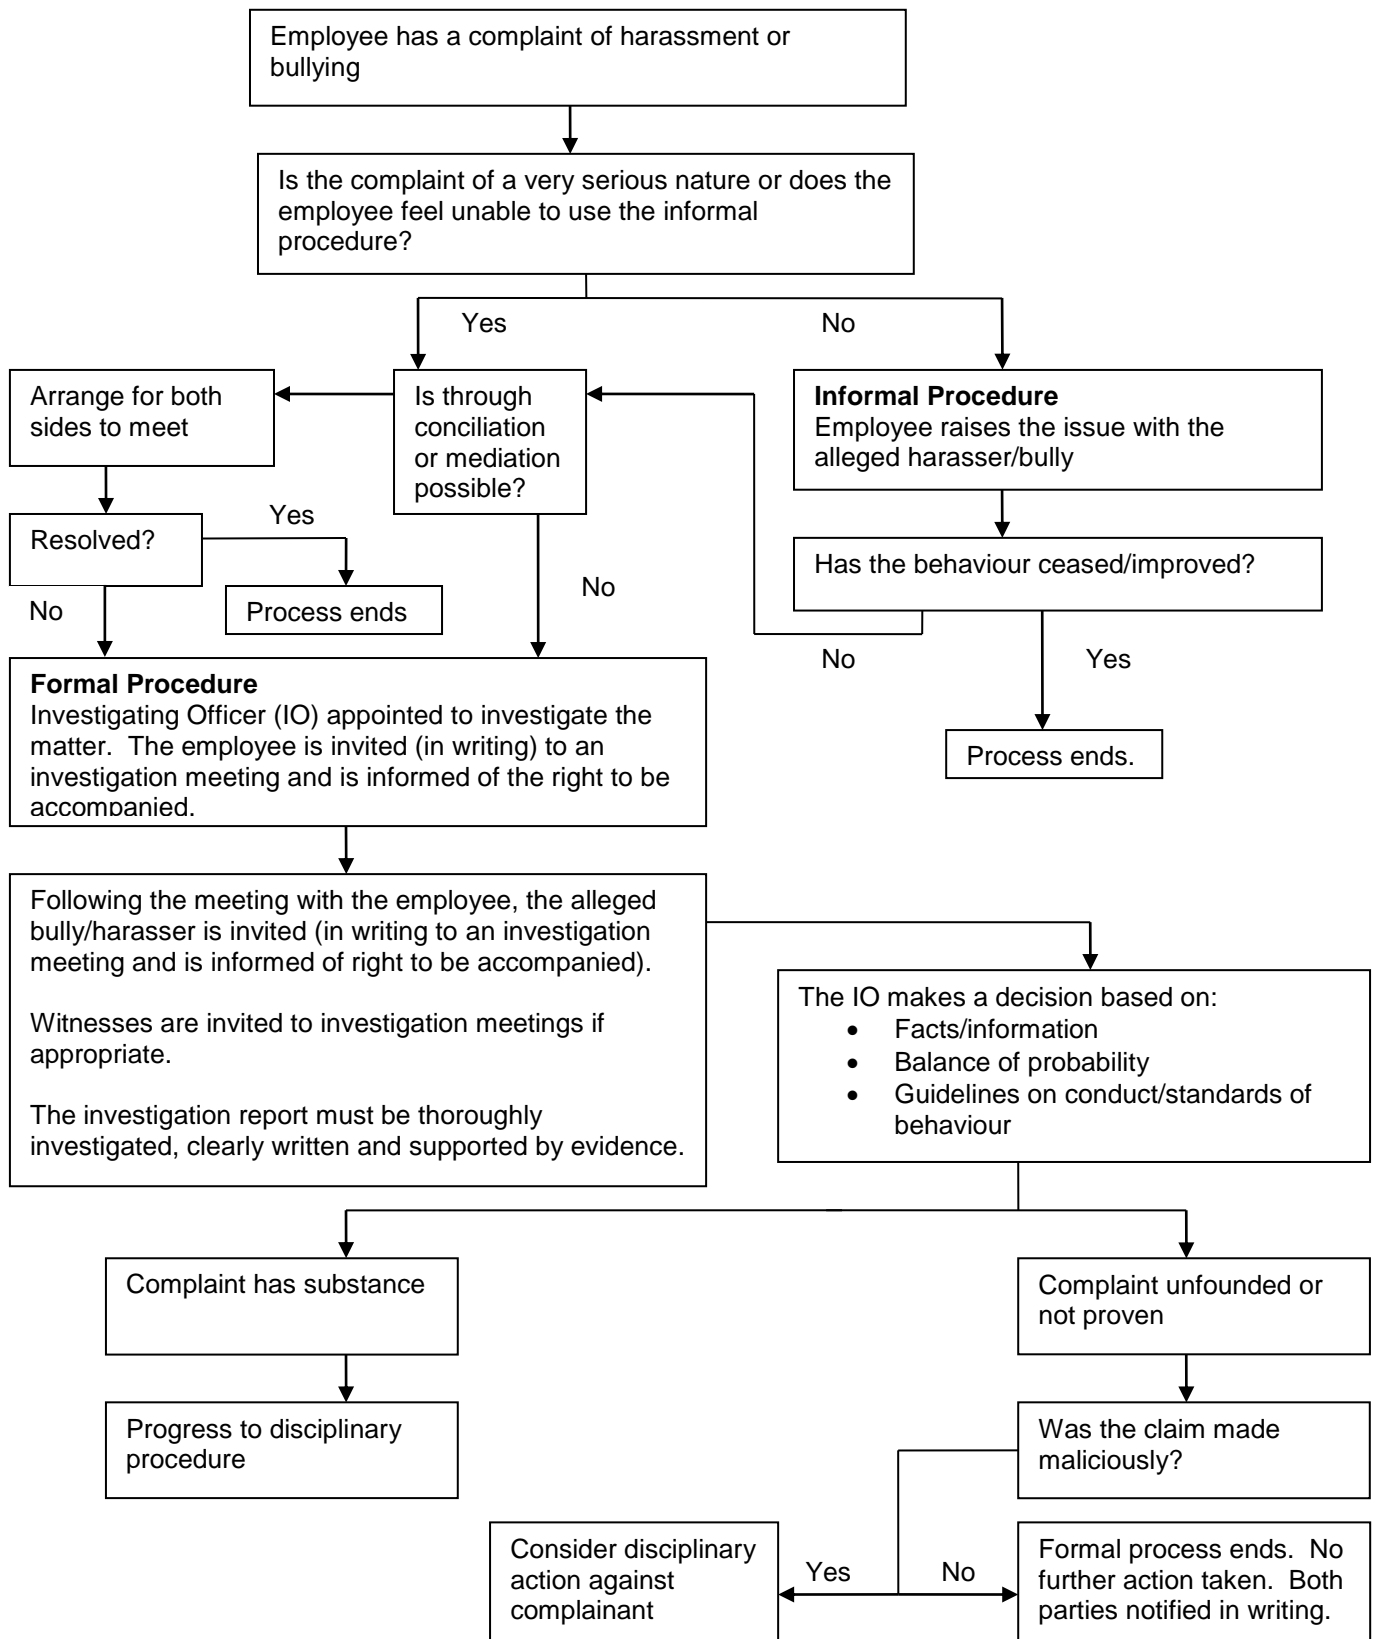 Employee has a complaint of harassment or
bullying
Is the complaint of a very serious nature or does the
employee feel unable to use the informal
procedure?
Yes
No
Arrange for both
sides to meet
Is through
conciliation
or mediation
possible?
Informal Procedure
Employee raises the issue with the
alleged harasser/bully
Resolved?
Yes
Process ends
No
No
Has the behaviour ceased/improved?
No
Yes
Process ends.
Formal Procedure
Investigating Officer (IO) appointed to investigate the
matter.  The employee is invited (in writing) to an
investigation meeting and is informed of the right to be
accompanied.
Following the meeting with the employee, the alleged
bully/harasser is invited (in writing to an investigation
meeting and is informed of right to be accompanied).
Witnesses are invited to investigation meetings if
appropriate.
The investigation report must be thoroughly
investigated, clearly written and supported by evidence.
The IO makes a decision based on:
• Facts/information
• Balance of probability
• Guidelines on conduct/standards of
behaviour
Complaint has substance
Complaint unfounded or
not proven
Progress to disciplinary
procedure
Was the claim made
maliciously?
Consider disciplinary
action against
complainant
Yes
No
Formal process ends.  No
further action taken.  Both
parties notified in writing.